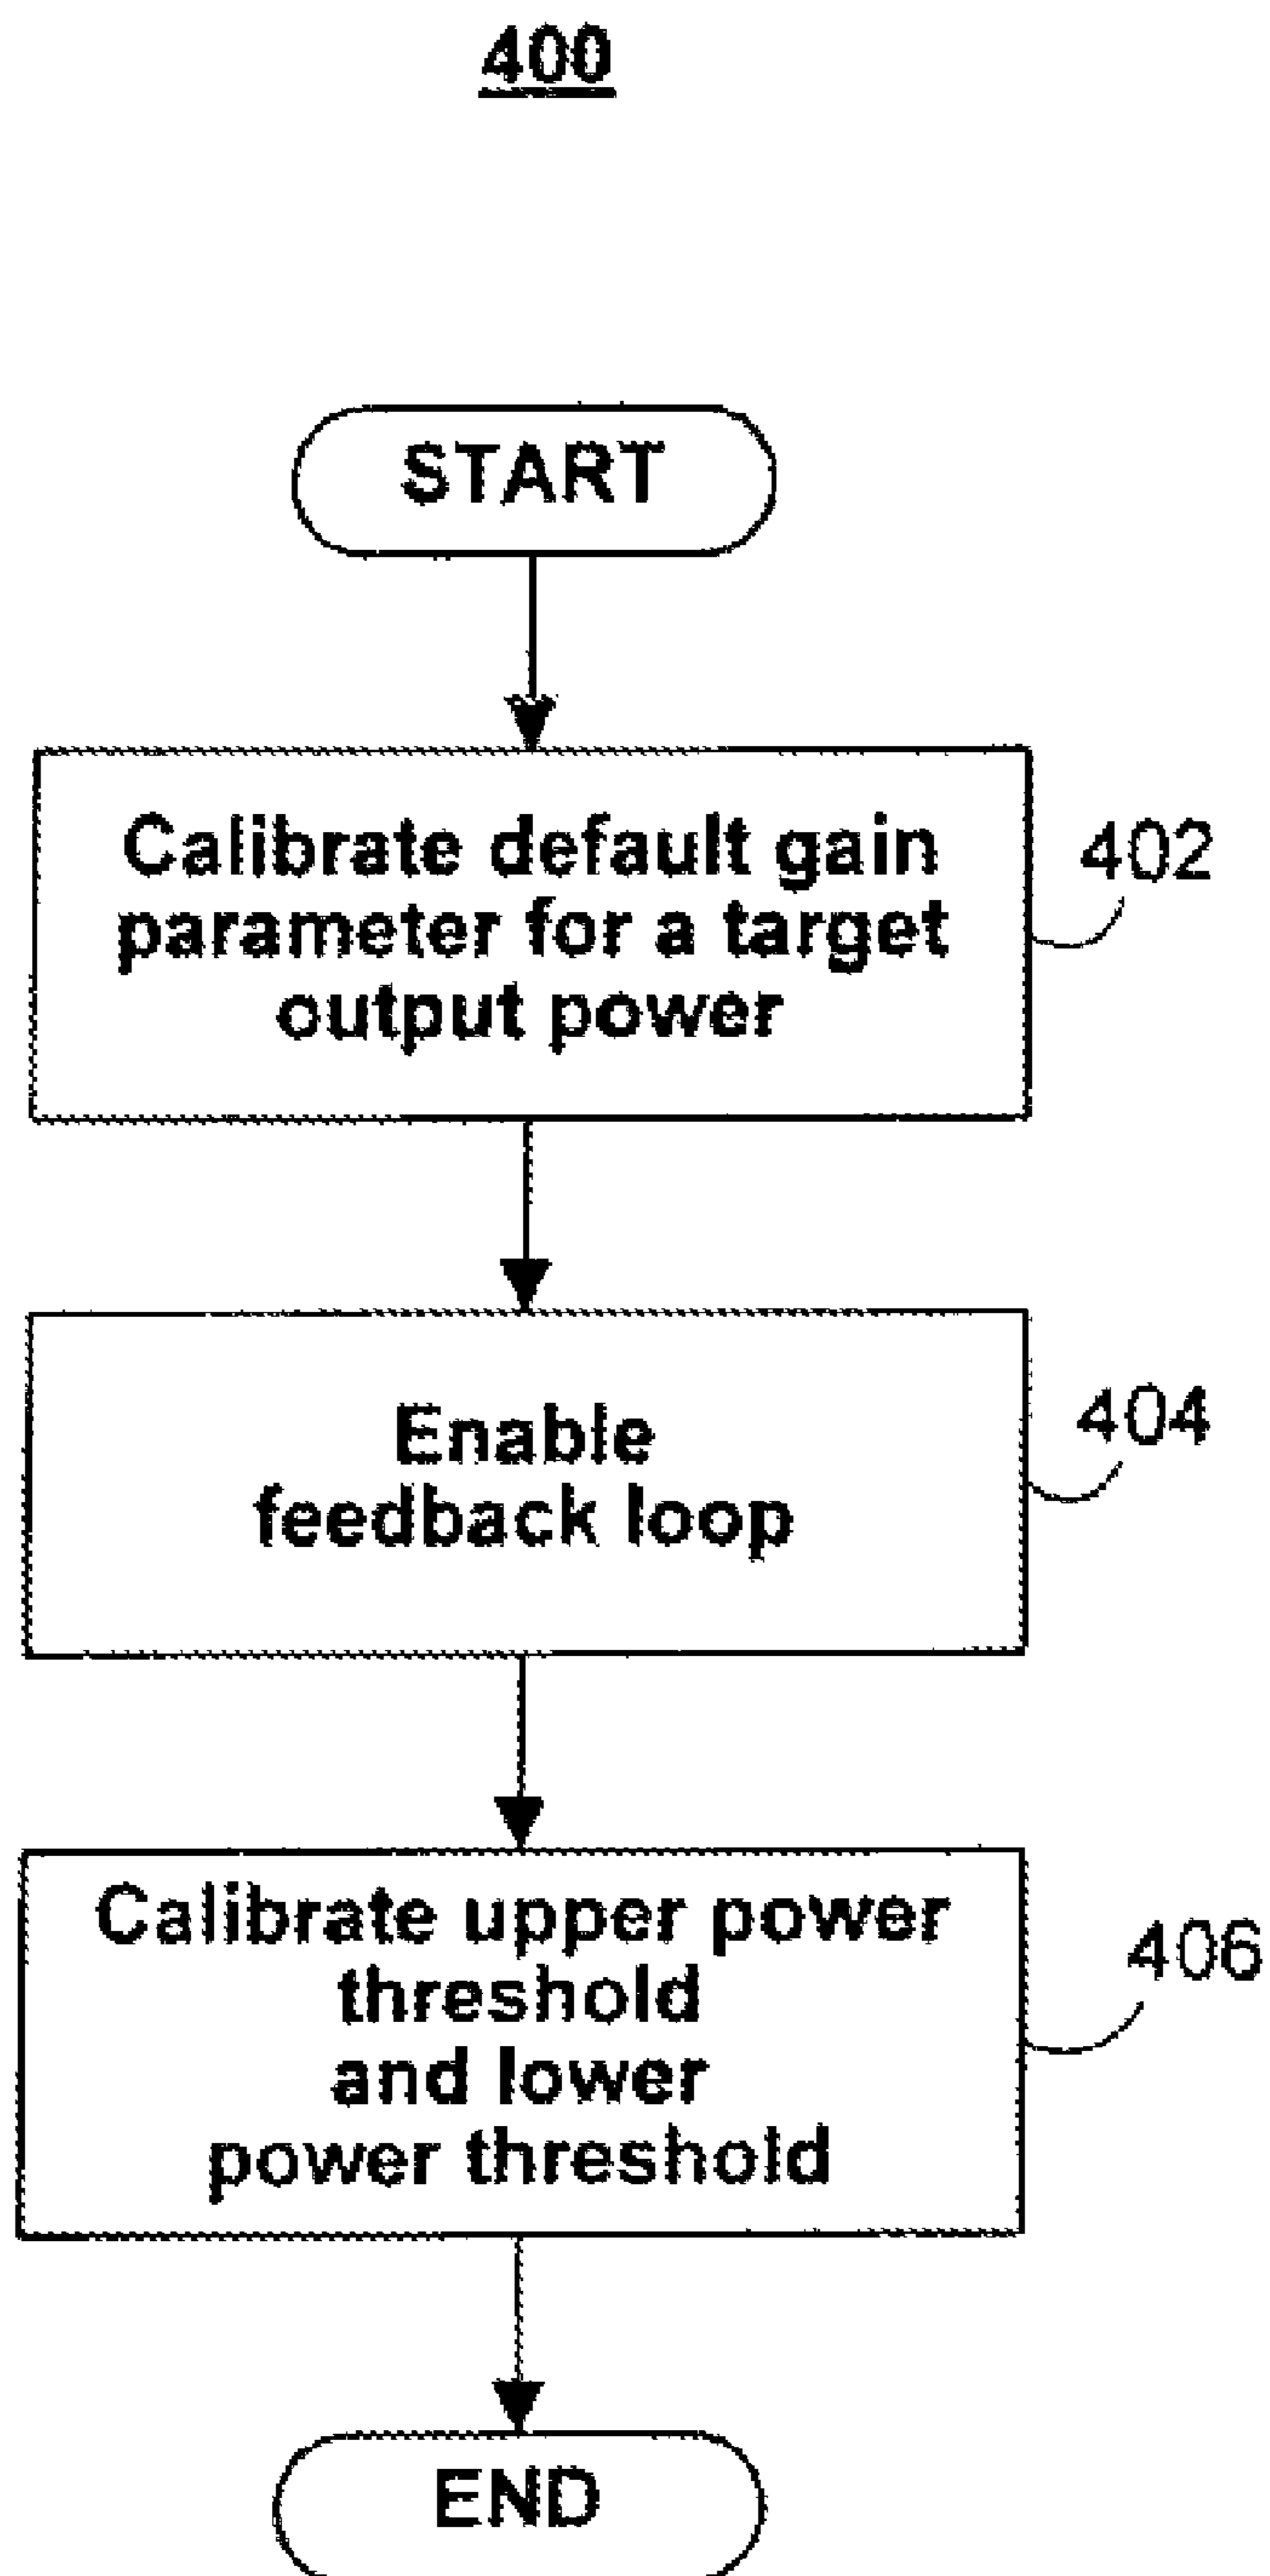 400
START
Calibrate default gain
parameter for a target
output power
402
Enable
feedback loop
404
Calibrate upper power
threshold
and lower
power threshold
406
END